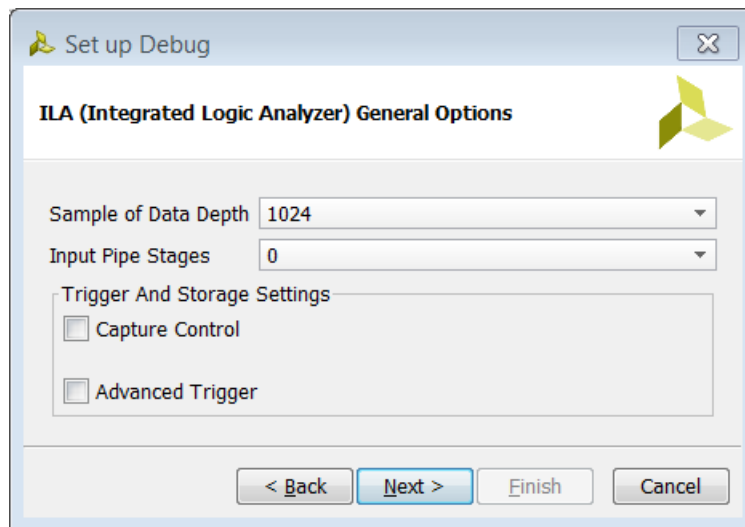 Set up Debug
ILA (Integrated Logic Analyzer) General Options
Sample of Data Depth 1024
Input Pipe Stages 0
Trigger And Storage Settings
Capture Control
Advanced Trigger
< Back Next > Finish Cancel